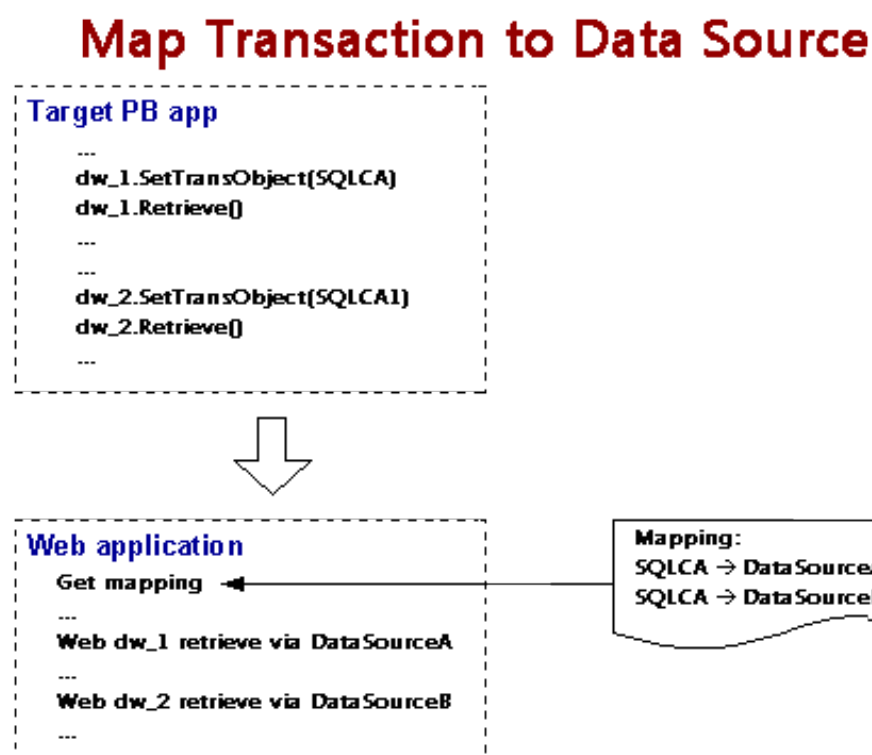 Map Transaction to Data Source
Target PB app
...
dw_1.SetTransObject(SQLCA)
dw_1.Retrieve()
...
...
dw_2.SetTransObject(SQLCA1)
dw_2.Retrieve()
...
Web application
Get mapping
...
Web dw_1 retrieve via DataSourceA
...
Web dw_2 retrieve via DataSourceB
...
Mapping:
SQLCA → DataSource
SQLCA → DataSource